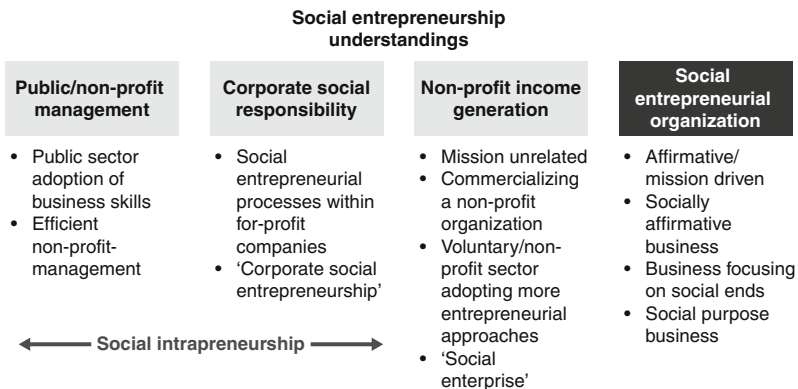 Social entrepreneurship
understandings
Public/non-profit
management
• Public sector
adoption of
business skills
• Efficient
non-profit-
management
Corporate social
responsibility
• Social
entrepreneurial
processes within
for-profit
companies
• ‘Corporate social
entrepreneurship’
Social intrapreneurship
Non-profit income
generation
• Mission unrelated
• Commercializing
a non-profit
organization
• Voluntary/non-
profit sector
adopting more
entrepreneurial
approaches
• ‘Social
enterprise’
Social
entrepreneurial
organization
• Affirmative/
mission driven
• Socially
affirmative
business
• Business focusing
on social ends
• Social purpose
business